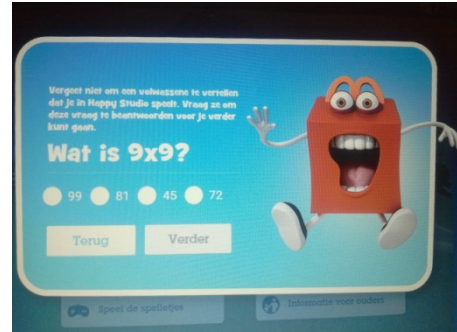 Vergeet niet om een volwassene te vertellen
dat je in Happy Studio speelt. Vraag ze om
deze vraag te beantwoorden voor je verder
kunt gaan.
Wat is 9x9?
99 81 45 72
Terug Verder
Speel de spelletjes Informatie voor ouders